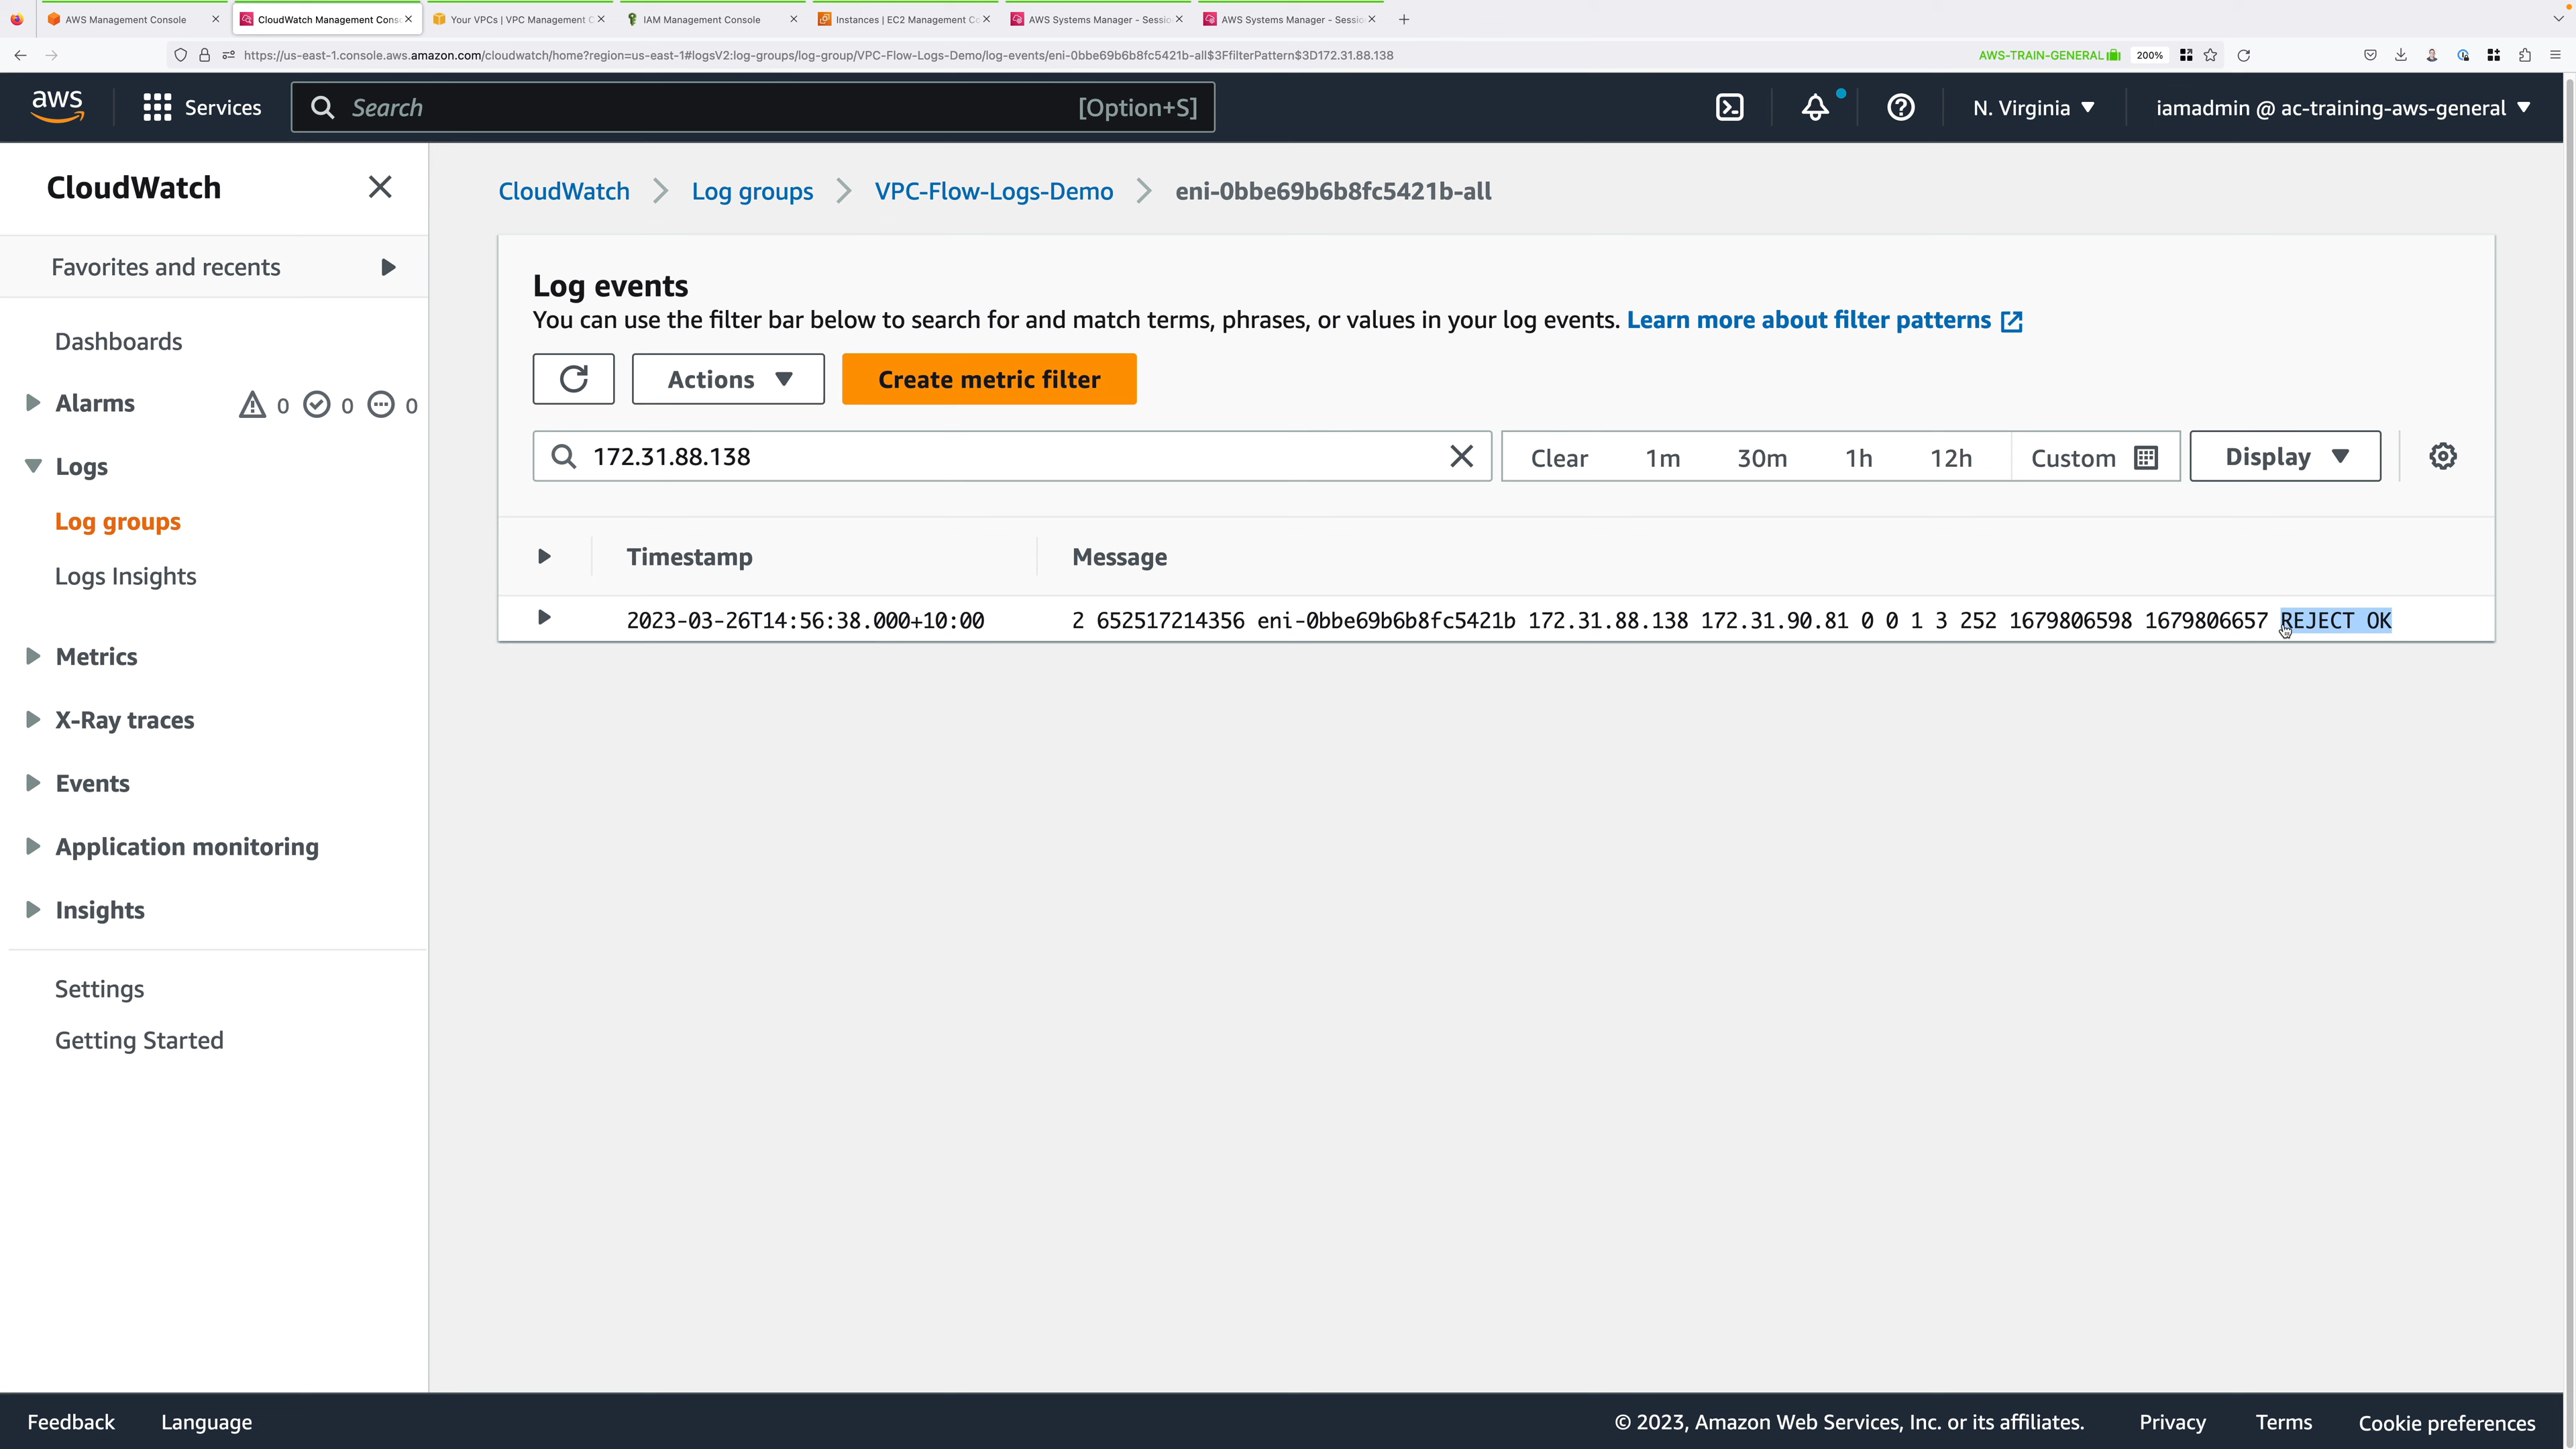 AWS Management Console
CloudWatch Management Conso
Your VPCs | VPC Management C
IAM Management Console
Instances | EC2 Management Co
AWS Systems Manager - Sessio
AWS Systems Manager - Sessio
https://us-east-1.console.aws.amazon.com/cloudwatch/home?region=us-east-1#logsV2:log-groups/log-group/VPC-Flow-Logs-Demo/log-events/eni-0bbe69b6b8fc5421b-all$3FfilterPattern$3D172.31.88.138
AWS-TRAIN-GENERAL
200%
aws
Services
Search
[Option+S]
N. Virginia
iamadmin @ ac-training-aws-general
CloudWatch
Favorites and recents
Dashboards
Alarms 0 0 0
Logs
Log groups
Logs Insights
Metrics
X-Ray traces
Events
Application monitoring
Insights
Settings
Getting Started
CloudWatch Log groups VPC-Flow-Logs-Demo eni-0bbe69b6b8fc5421b-all
Log events
You can use the filter bar below to search for and match terms, phrases, or values in your log events. Learn more about filter patterns
Actions
Create metric filter
172.31.88.138
Clear 1m 30m 1h 12h Custom
Display
Timestamp Message
2023-03-26T14:56:38.000+10:00 2 652517214356 eni-0bbe69b6b8fc5421b 172.31.88.138 172.31.90.81 0 0 1 3 252 1679806598 1679806657 REJECT OK
Feedback Language © 2023, Amazon Web Services, Inc. or its affiliates. Privacy Terms Cookie preferences